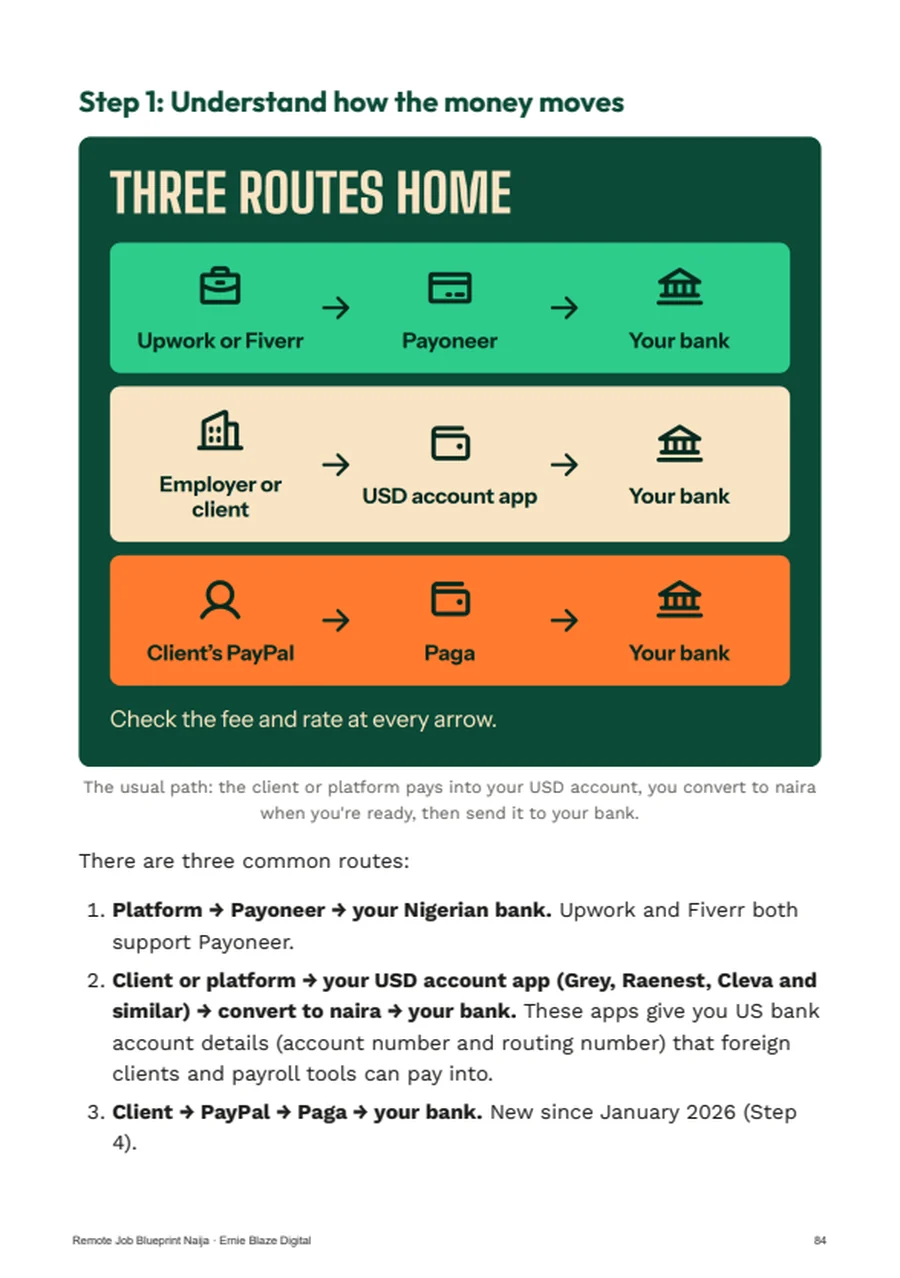 Step 1: Understand how the money moves
THREE ROUTES HOME
Upwork or Fiverr → Payoneer → Your bank
Employer or
client → USD account app → Your bank
Client’s PayPal → Paga → Your bank
Check the fee and rate at every arrow.
The usual path: the client or platform pays into your USD account, you convert to naira
when you're ready, then send it to your bank.
There are three common routes:
1. Platform → Payoneer → your Nigerian bank. Upwork and Fiverr both
support Payoneer.
2. Client or platform → your USD account app (Grey, Raenest, Cleva and
similar) → convert to naira → your bank. These apps give you US bank
account details (account number and routing number) that foreign
clients and payroll tools can pay into.
3. Client → PayPal → Paga → your bank. New since January 2026 (Step
4).
Remote Job Blueprint Naija · Ernie Blaze Digital 84